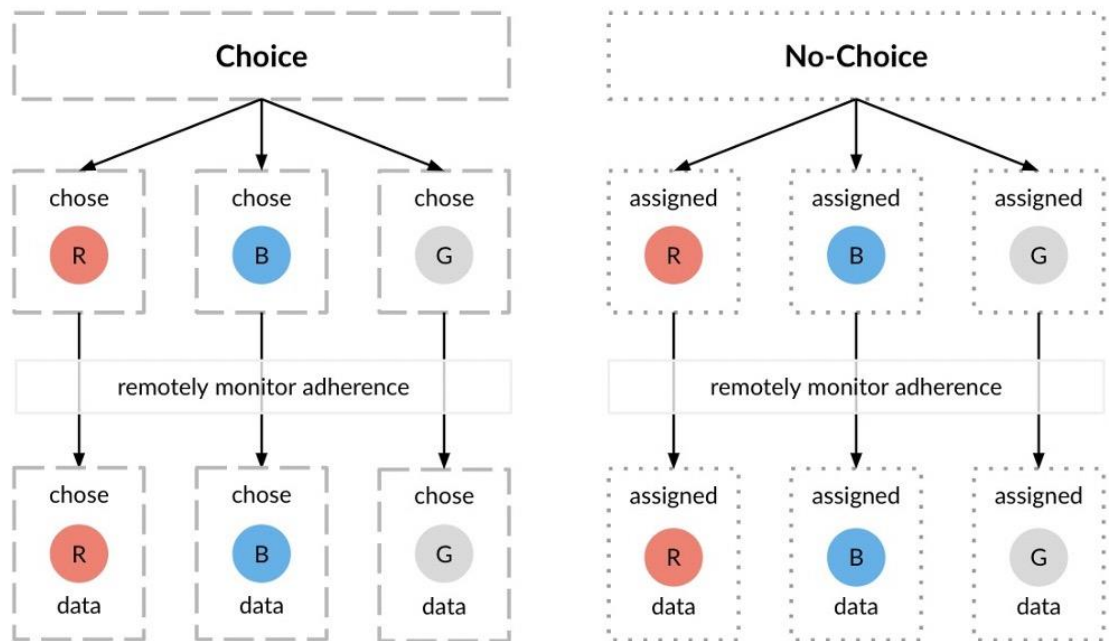 Choice
chose
R
chose
B
chose
G
remotely monitor adherence
chose
R
data
chose
B
data
chose
G
data
No-Choice
assigned
R
assigned
B
assigned
G
remotely monitor adherence
assigned
R
data
assigned
B
data
assigned
G
data